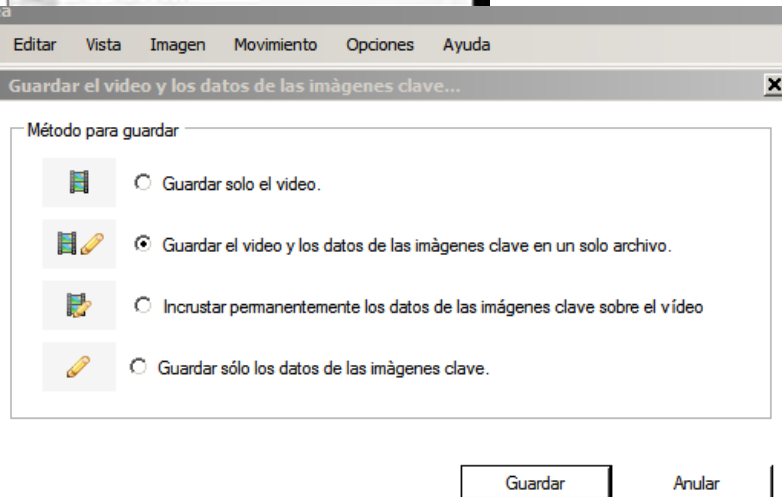 a
Editar Vista Imagen Movimiento Opciones Ayuda
Guardar el video y los datos de las imàgenes clave...
Método para guardar
Guardar solo el video.
Guardar el video y los datos de las imàgenes clave en un solo archivo.
Incrustar permanentemente los datos de las imágenes clave sobre el vídeo
Guardar sólo los datos de las imàgenes clave.
Guardar Anular